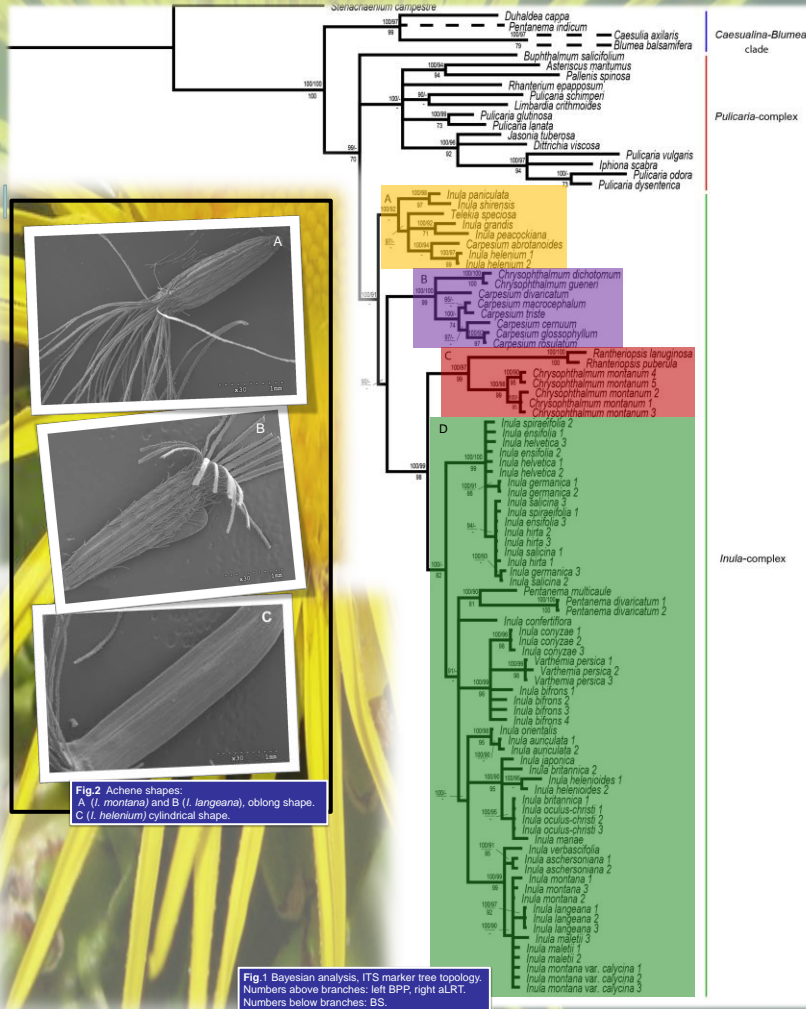 Stenachaenium campestre
Duhaldea cappa
Pentanema indicum
Caesulia axilaris
Blumea balsamifera
Caesualina-Blumea
clade
Buphthalmum salicifolium
Asteriscus maritumus
Pallenis spinosa
Rhanterium epapposum
Pulicaria schimperi
Limbardia crithmoides
Pulicaria glutinosa
Pulicaria lanata
Jasonia tuberosa
Dittrichia viscosa
Pulicaria vulgaris
Iphiona scabra
Pulicaria odora
Pulicaria dysenterica
Pulicaria-complex
A
Inula paniculata
Inula shirensis
Telekia speciosa
Inula grandis
Inula peacockiana
Carpesium abrotanoides
Inula helenium 1
Inula helenium 2
B
Chrysophthalmum dichotomum
Chrysophthalmum gueneri
Carpesium divaricatum
Carpesium macrocephalum
Carpesium triste
Carpesium cernuum
Carpesium glossophyllum
Carpesium rosulatum
C
Rantheriopsis lanuginosa
Rhanteriopsis puberula
Chrysophthalmum montanum 4
Chrysophthalmum montanum 5
Chrysophthalmum montanum 2
Chrysophthalmum montanum 1
Chrysophthalmum montanum 3
D
Inula spiraeifolia 2
Inula ensifolia 1
Inula helvetica 3
Inula ensifolia 2
Inula helvetica 1
Inula helvetica 2
Inula germanica 1
Inula germanica 2
Inula salicina 3
Inula spiraeifolia 1
Inula ensifolia 3
Inula hirta 2
Inula hirta 3
Inula salicina 1
Inula hirta 1
Inula germanica 3
Inula salicina 2
Pentanema multicaule
Pentanema divaricatum 1
Pentanema divaricatum 2
Inula confertiflora
Inula conyzae 1
Inula conyzae 2
Inula conyzae 3
Varthemia persica 1
Varthemia persica 2
Varthemia persica 3
Inula bifrons 1
Inula bifrons 2
Inula bifrons 3
Inula bifrons 4
Inula orientalis
Inula auriculata 1
Inula auriculata 2
Inula japonica
Inula britannica 2
Inula helenioides 1
Inula helenioides 2
Inula britannica 1
Inula oculus-christi 1
Inula oculus-christi 2
Inula oculus-christi 3
Inula mariae
Inula verbascifolia
Inula aschersoniana 1
Inula aschersoniana 2
Inula montana 1
Inula montana 3
Inula montana 2
Inula langeana 1
Inula langeana 2
Inula langeana 3
Inula maletii 3
Inula maletii 1
Inula maletii 2
Inula montana var. calycina 1
Inula montana var. calycina 2
Inula montana var. calycina 3
Inula-complex
A
x30 1mm
B
x30 1mm
C
x30 1mm
Fig.2 Achene shapes:
A (I. montana) and B (I. langeana), oblong shape.
C (I. helenium) cylindrical shape.
Fig.1 Bayesian analysis, ITS marker tree topology.
Numbers above branches: left BPP, right aLRT.
Numbers below branches: BS.